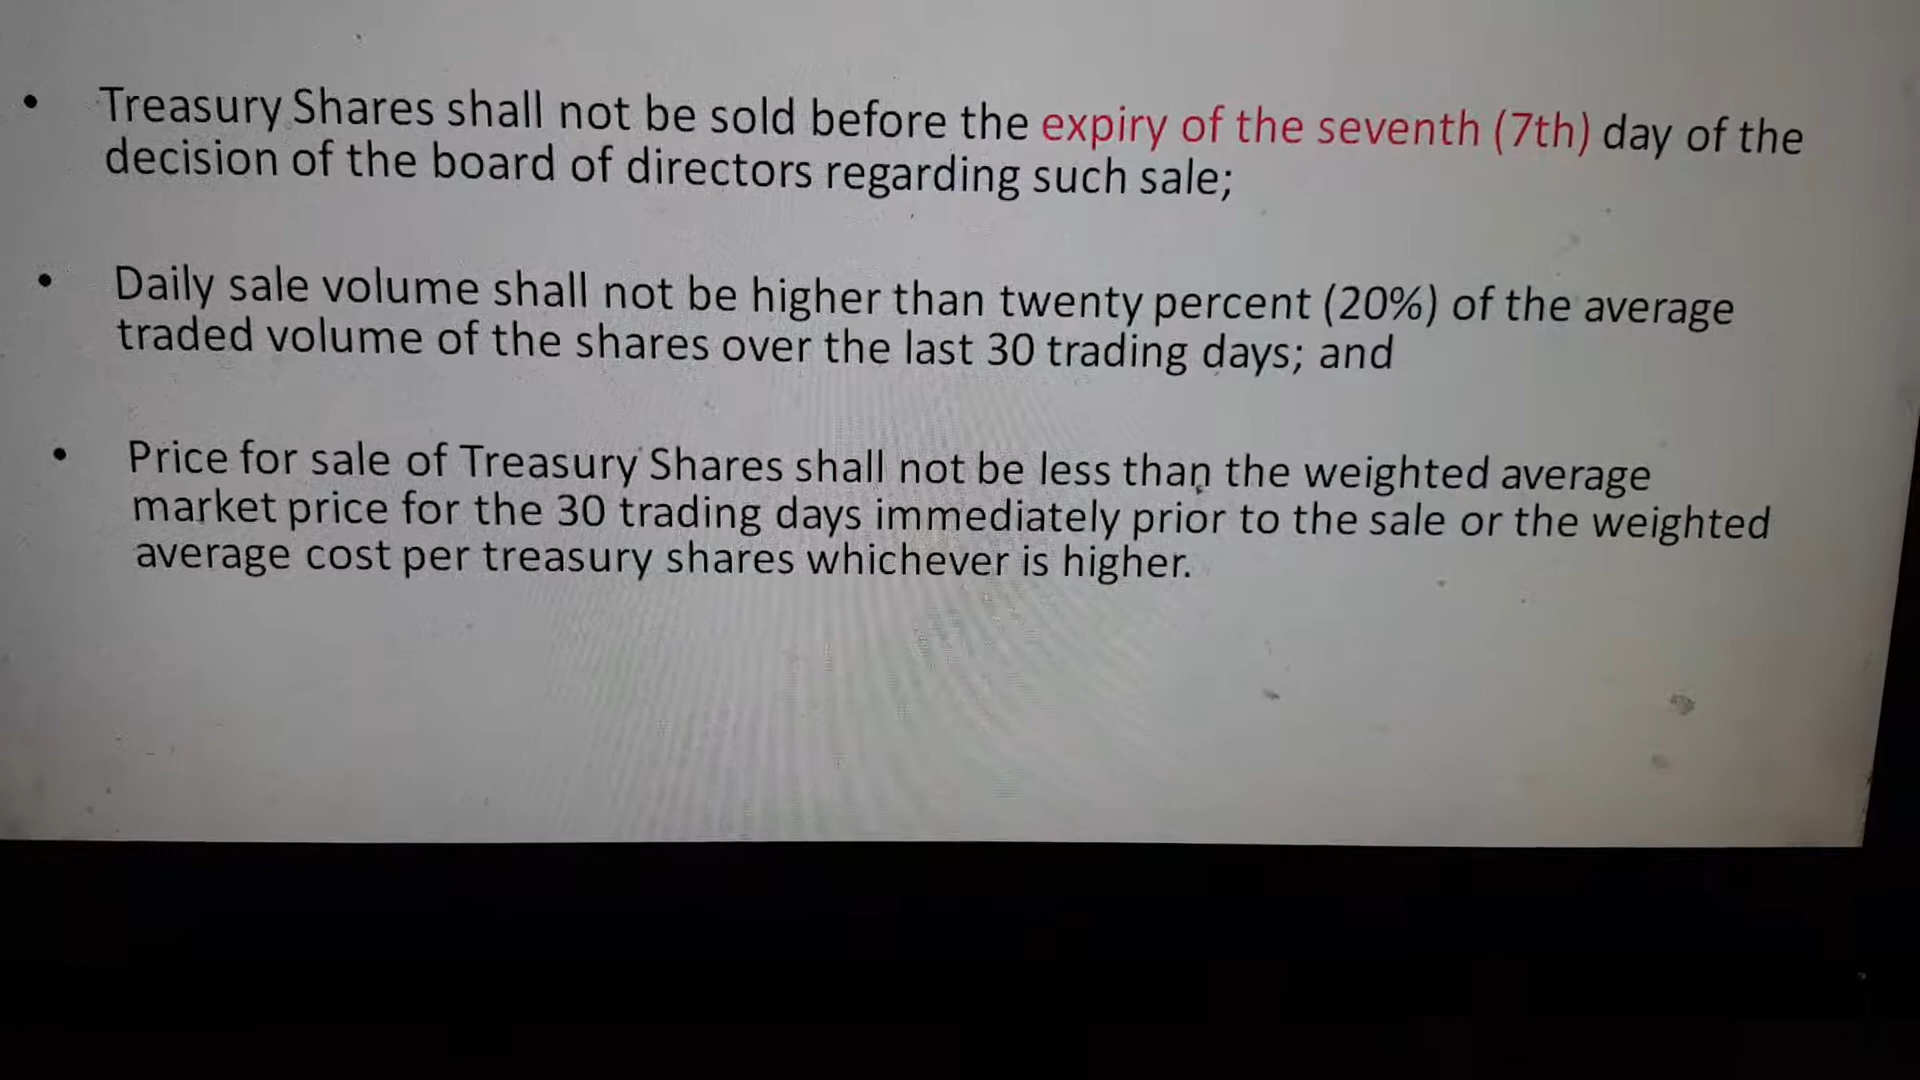 • Treasury Shares shall not be sold before the expiry of the seventh (7th) day of the
decision of the board of directors regarding such sale;
• Daily sale volume shall not be higher than twenty percent (20%) of the average
traded volume of the shares over the last 30 trading days; and
• Price for sale of Treasury Shares shall not be less than the weighted average
market price for the 30 trading days immediately prior to the sale or the weighted
average cost per treasury shares whichever is higher.